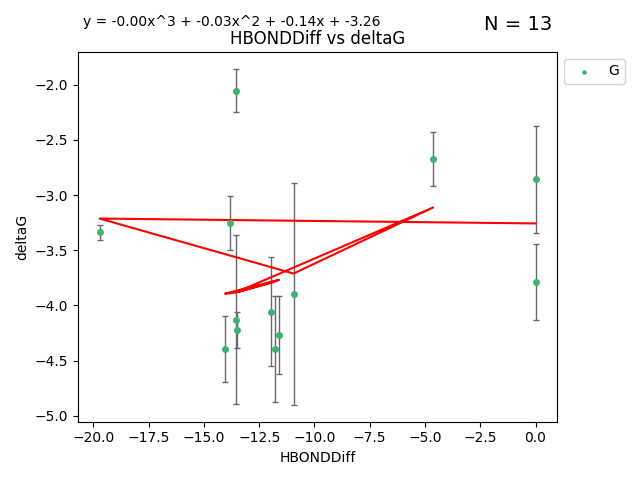 y = -0.00x^3 + -0.03x^2 + -0.14x + -3.26
N = 13
HBONDDiff vs deltaG
G
deltaG
−2.0
−2.5
−3.0
−3.5
−4.0
−4.5
−5.0
−20.0 −17.5 −15.0 −12.5 −10.0 −7.5 −5.0 −2.5 0.0
HBONDDiff